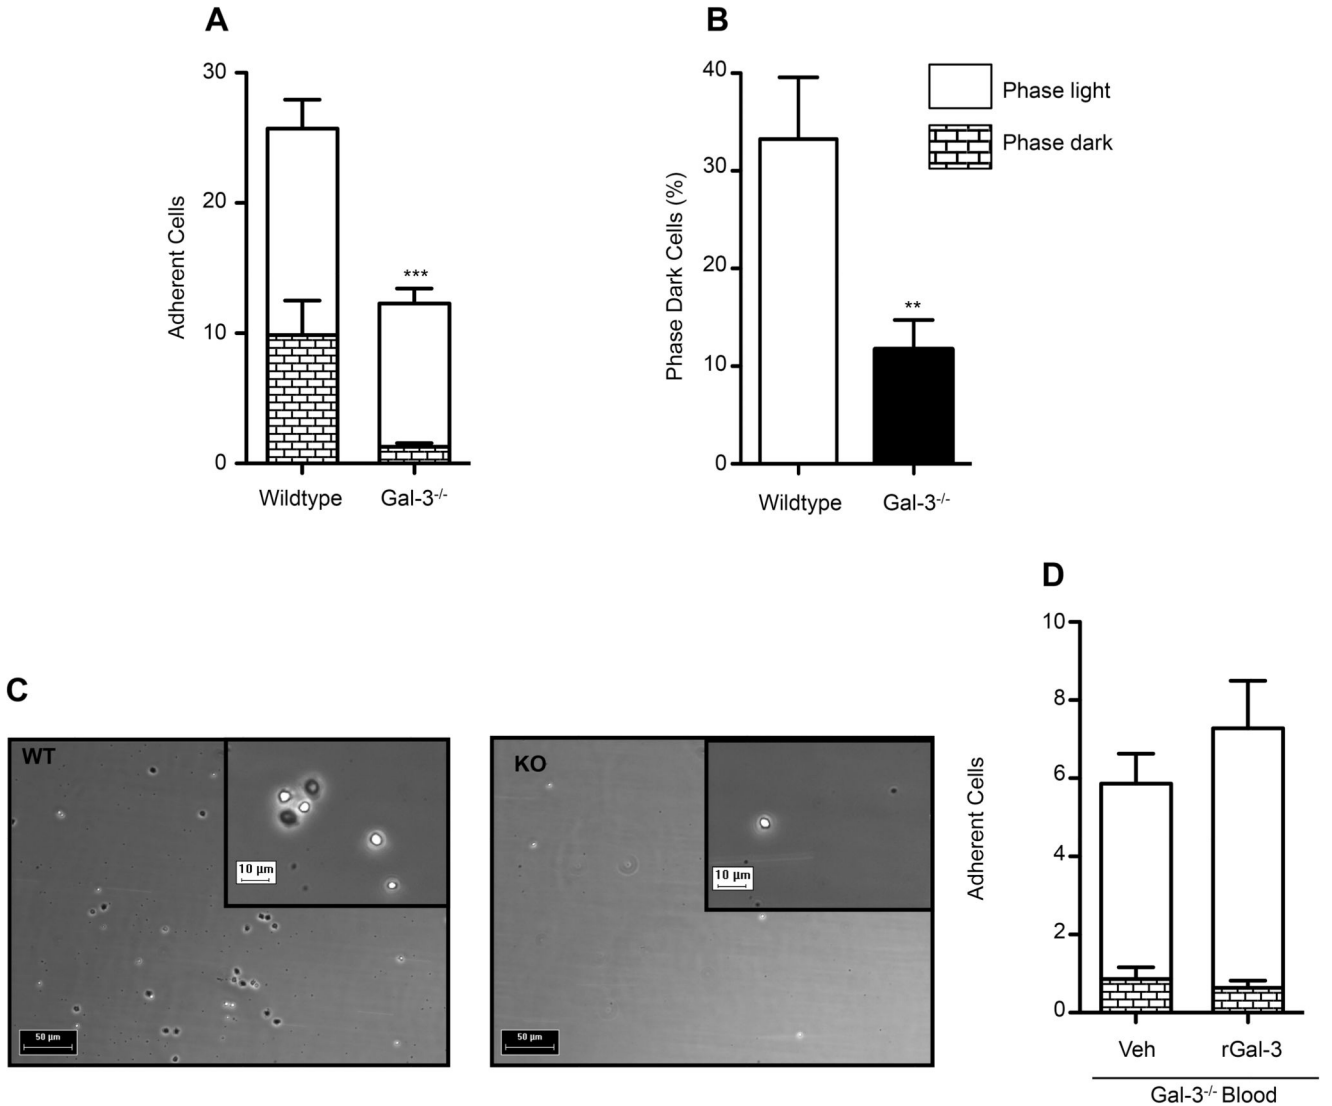 A
30
20
10
0
Adherent Cells
***
Wildtype
Gal-3-/-
B
40
30
20
10
0
Phase Dark Cells (%)
**
Wildtype
Gal-3-/-
Phase light
Phase dark
C
WT
10 µm
50 µm
KO
10 µm
50 µm
D
10
8
6
4
2
0
Adherent Cells
Veh
rGal-3
Gal-3-/- Blood